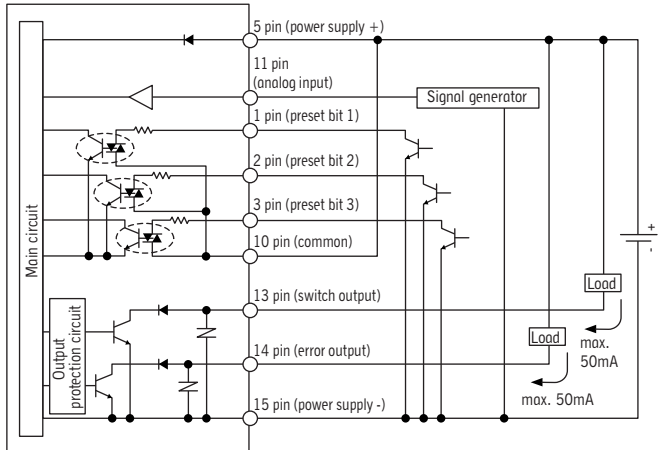 5 pin (power supply +)
11 pin
(analog input)
Signal generator
1 pin (preset bit 1)
2 pin (preset bit 2)
3 pin (preset bit 3)
10 pin (common)
Main circuit
+
-
13 pin (switch output)
Load
max.
50mA
14 pin (error output)
Load
max. 50mA
Output
protection circuit
15 pin (power supply -)